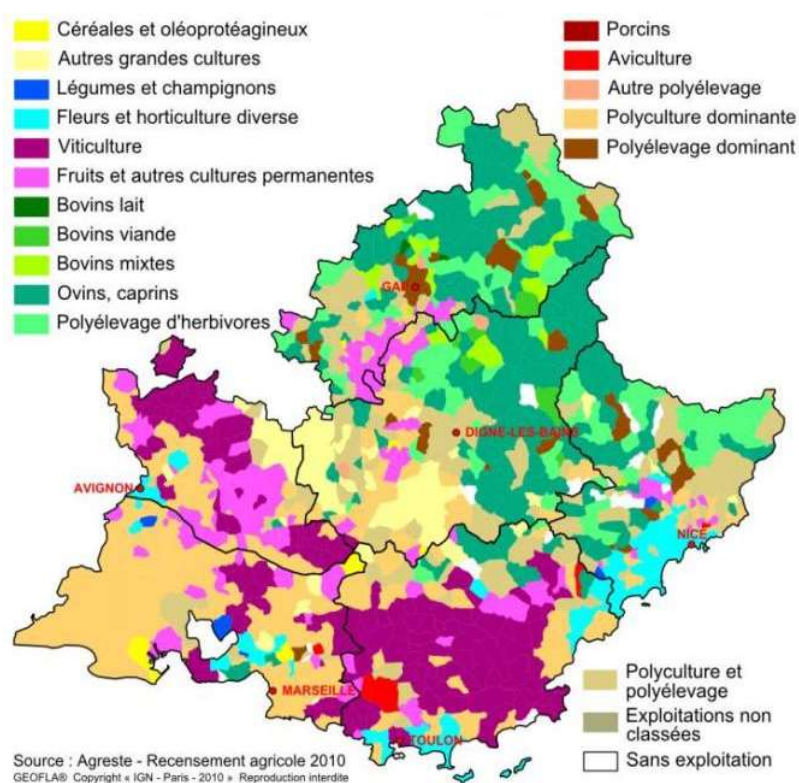 Céréales et oléoprotéagineux
Autres grandes cultures
Légumes et champignons
Fleurs et horticulture diverse
Viticulture
Fruits et autres cultures permanentes
Bovins lait
Bovins viande
Bovins mixtes
Ovins, caprins
Polyélevage d'herbivores
Porcins
Aviculture
Autre polyélevage
Polyculture dominante
Polyélevage dominant
GAP
DIGNE-LES-BAINS
AVIGNON
NICE
MARSEILLE
TOULON
Polyculture et
polyélevage
Exploitations non
classées
Sans exploitation
Source : Agreste - Recensement agricole 2010
GEOFLA® Copyright « IGN - Paris - 2010 » Reproduction interdite